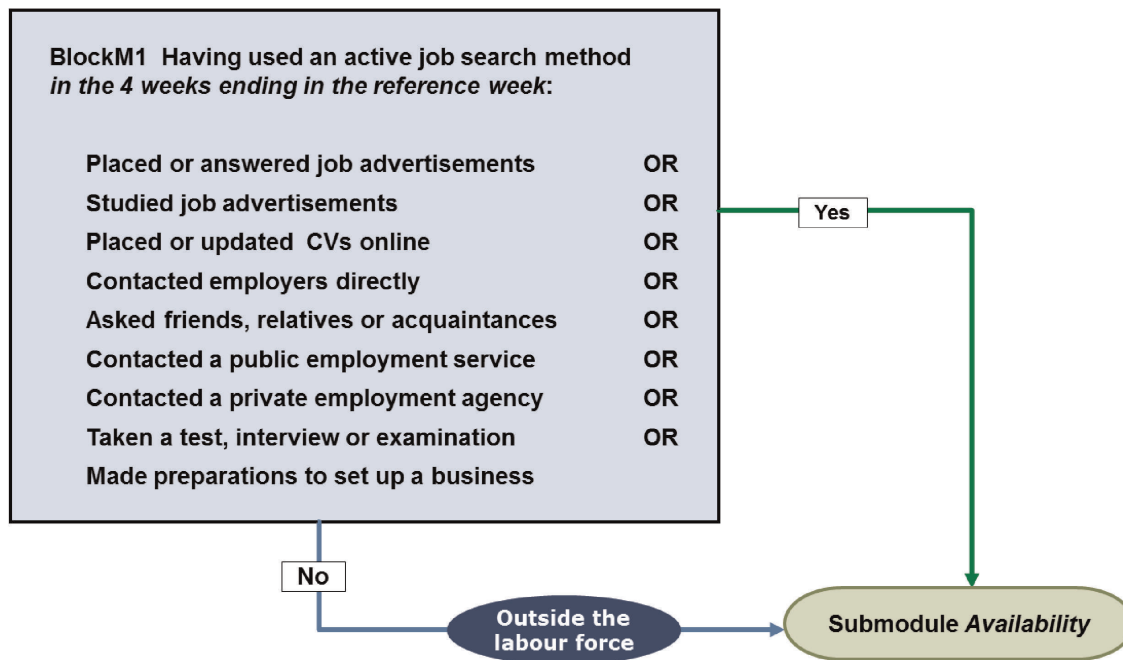 BlockM1 Having used an active job search method
in the 4 weeks ending in the reference week:
Placed or answered job advertisements OR
Studied job advertisements OR
Placed or updated CVs online OR
Contacted employers directly OR
Asked friends, relatives or acquaintances OR
Contacted a public employment service OR
Contacted a private employment agency OR
Taken a test, interview or examination OR
Made preparations to set up a business
Yes
No
Outside the
labour force
Submodule Availability